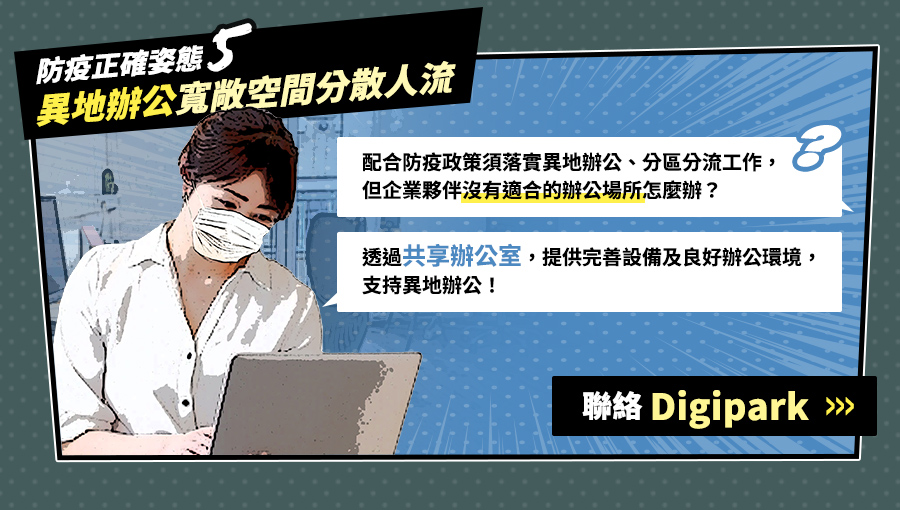 防疫正確姿態5
異地辦公寬敞空間分散人流
?
配合防疫政策須落實異地辦公、分區分流工作，
但企業夥伴沒有適合的辦公場所怎麼辦？
透過共享辦公室，提供完善設備及良好辦公環境，
支持異地辦公！
聯絡 Digipark >>>